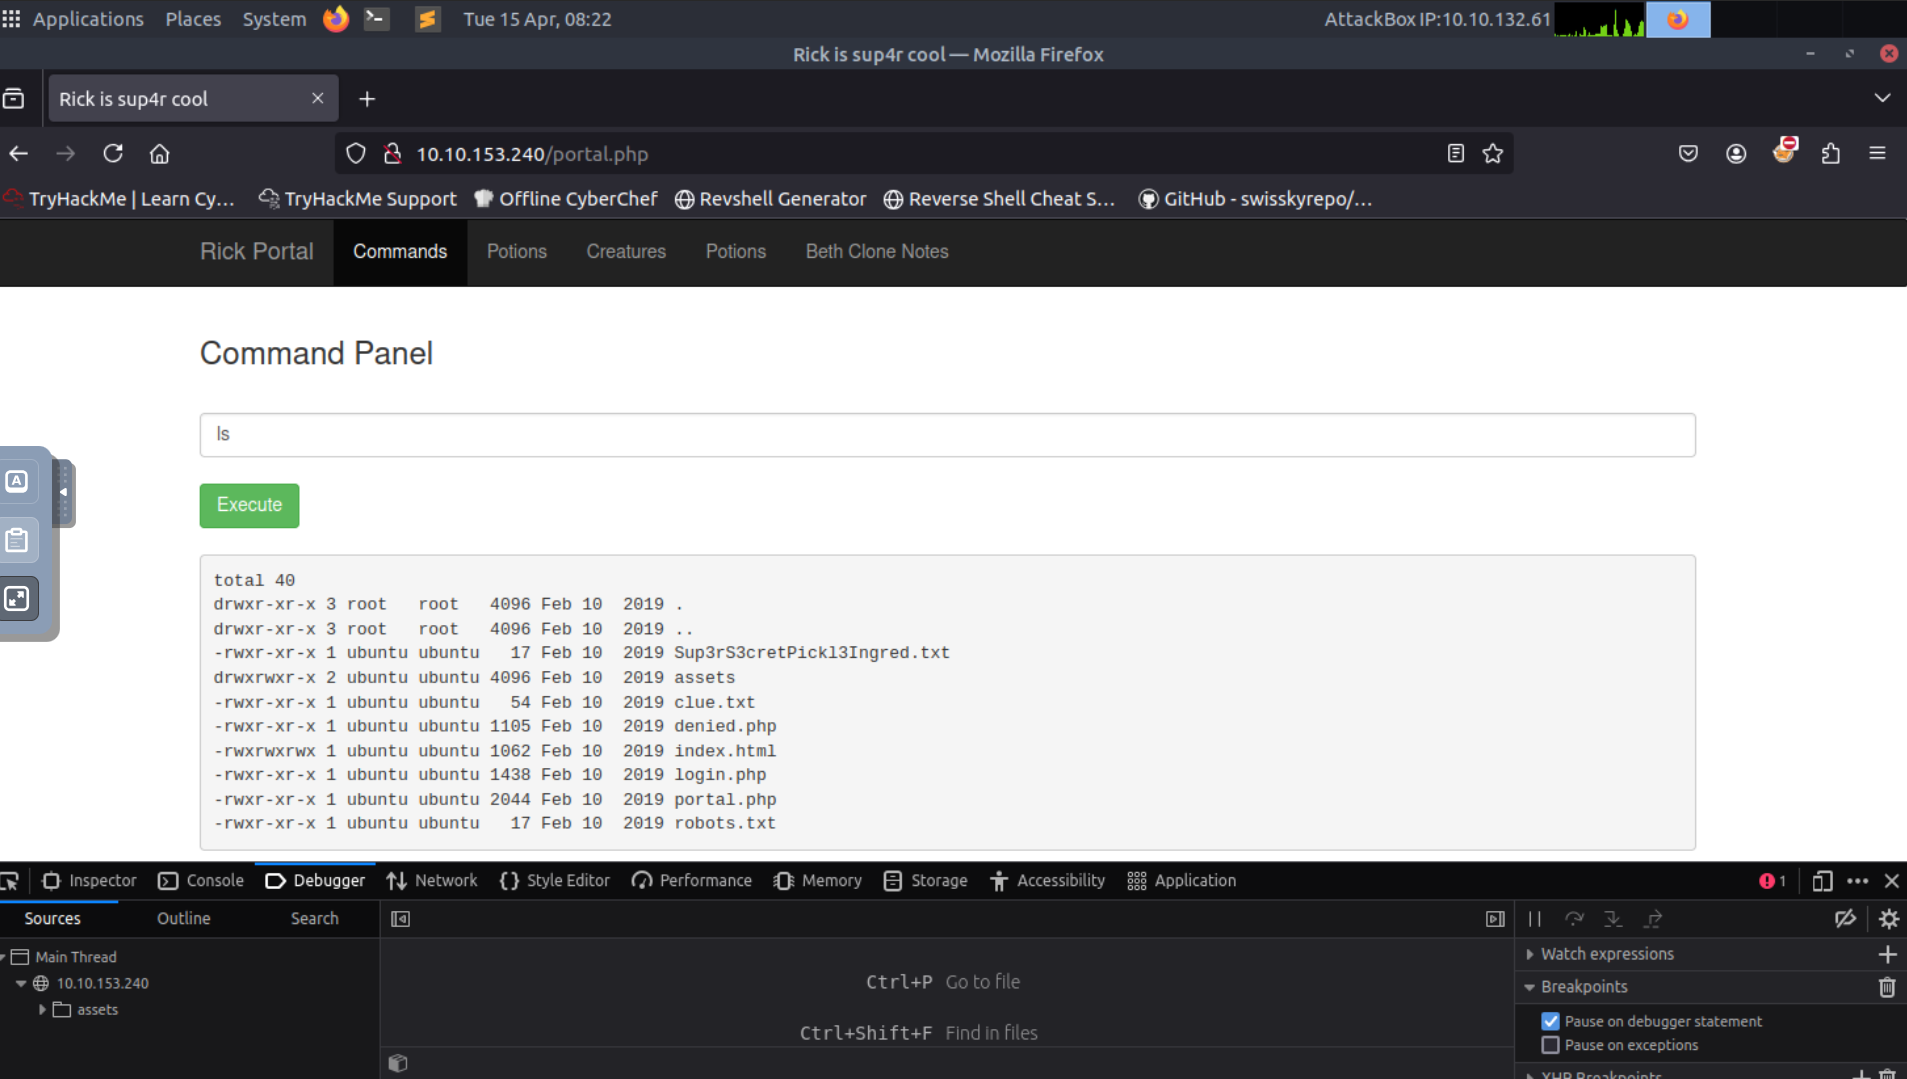 Applications Places System Tue 15 Apr, 08:22 AttackBox IP:10.10.132.61
Rick is sup4r cool — Mozilla Firefox
Rick is sup4r cool
10.10.153.240/portal.php
TryHackMe | Learn Cy... TryHackMe Support Offline CyberChef Revshell Generator Reverse Shell Cheat S... GitHub - swisskyrepo/...
Rick Portal Commands Potions Creatures Potions Beth Clone Notes
Command Panel
ls
A
Execute
total 40
drwxr-xr-x 3 root   root   4096 Feb 10  2019 .
drwxr-xr-x 3 root   root   4096 Feb 10  2019 ..
-rwxr-xr-x 1 ubuntu ubuntu   17 Feb 10  2019 Sup3rS3cretPickl3Ingred.txt
drwxrwxr-x 2 ubuntu ubuntu 4096 Feb 10  2019 assets
-rwxr-xr-x 1 ubuntu ubuntu   54 Feb 10  2019 clue.txt
-rwxr-xr-x 1 ubuntu ubuntu 1105 Feb 10  2019 denied.php
-rwxrwxrwx 1 ubuntu ubuntu 1062 Feb 10  2019 index.html
-rwxr-xr-x 1 ubuntu ubuntu 1438 Feb 10  2019 login.php
-rwxr-xr-x 1 ubuntu ubuntu 2044 Feb 10  2019 portal.php
-rwxr-xr-x 1 ubuntu ubuntu   17 Feb 10  2019 robots.txt
Inspector Console Debugger Network Style Editor Performance Memory Storage Accessibility Application 1
Sources Outline Search
Main Thread
10.10.153.240
assets
Ctrl+P Go to file
Ctrl+Shift+F Find in files
Watch expressions
Breakpoints
Pause on debugger statement
Pause on exceptions
XHR Breakpoints